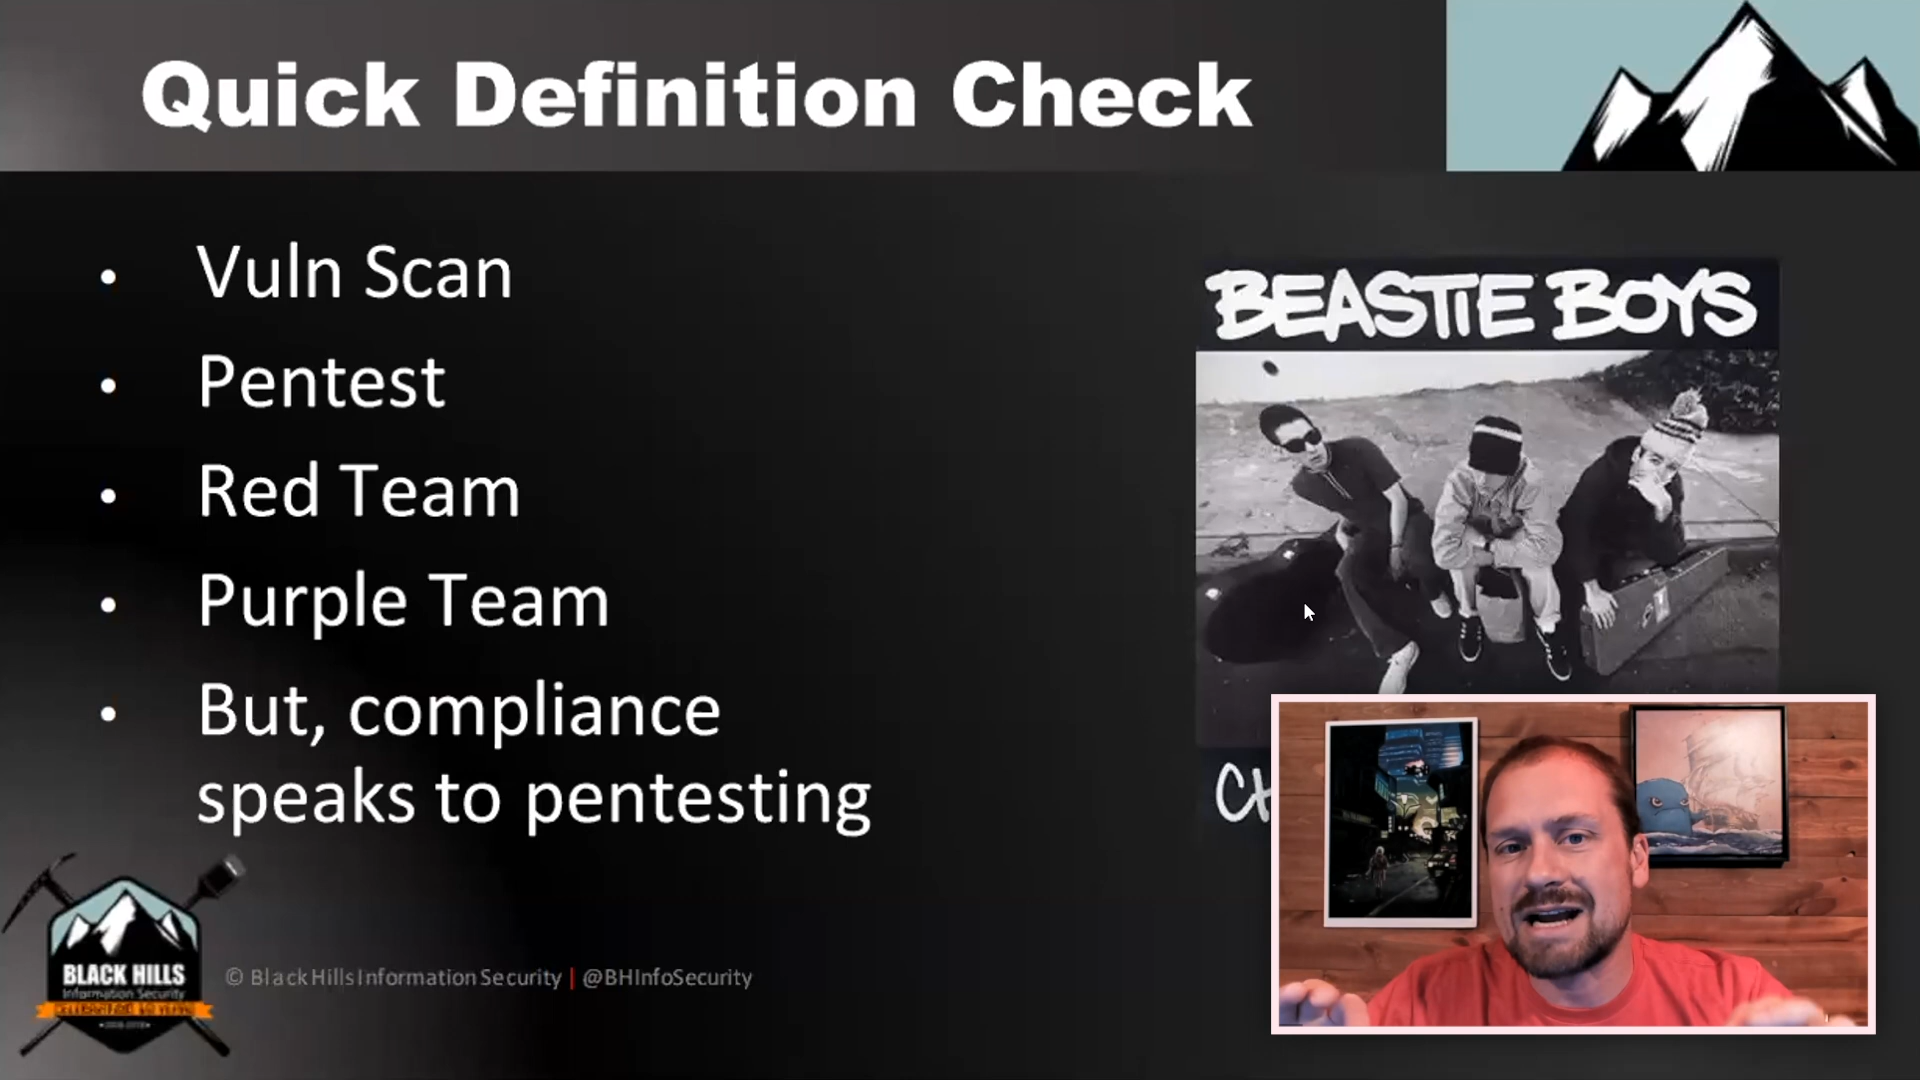 Quick Definition Check
• Vuln Scan
• Pentest
• Red Team
• Purple Team
• But, compliance
speaks to pentesting
BEASTIE BOYS
CH
BLACK HILLS
Information Security
© Black Hills Information Security | @BHInfoSecurity